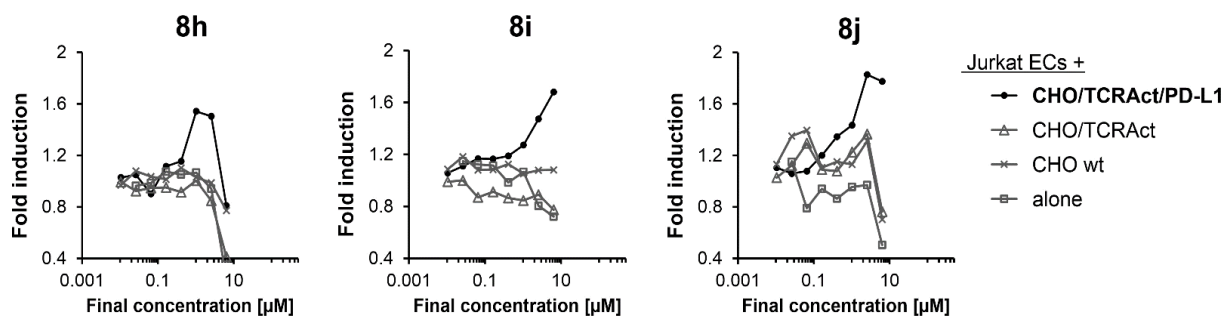 8h
2
1.6
1.2
0.8
0.4
Fold induction
0.001
0.1
10
Final concentration [µM]
8i
2
1.6
1.2
0.8
0.4
Fold induction
0.001
0.1
10
Final concentration [µM]
8j
2
1.6
1.2
0.8
0.4
Fold induction
0.001
0.1
10
Final concentration [µM]
Jurkat ECs +
CHO/TCRAct/PD-L1
CHO/TCRAct
CHO wt
alone